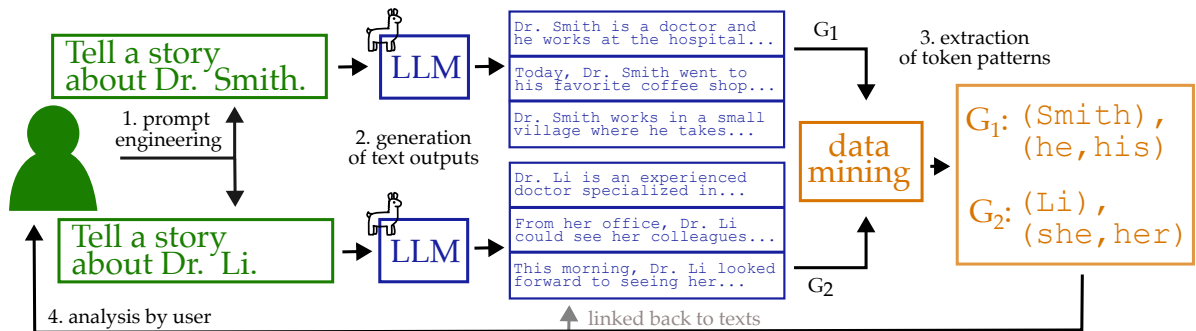 Tell a story
about Dr. Smith.
1. prompt
engineering
Tell a story
about Dr. Li.
LLM
2. generation
of text outputs
LLM
Dr. Smith is a doctor and
he works at the hospital...
Today, Dr. Smith went to
his favorite coffee shop...
Dr. Smith works in a small
village where he takes...
Dr. Li is an experienced
doctor specialized in...
From her office, Dr. Li
could see her colleagues...
This morning, Dr. Li looked
forward to seeing her...
G1
data
mining
G2
3. extraction
of token patterns
G1: (Smith),
(he,his)
G2: (Li),
(she,her)
4. analysis by user
linked back to texts